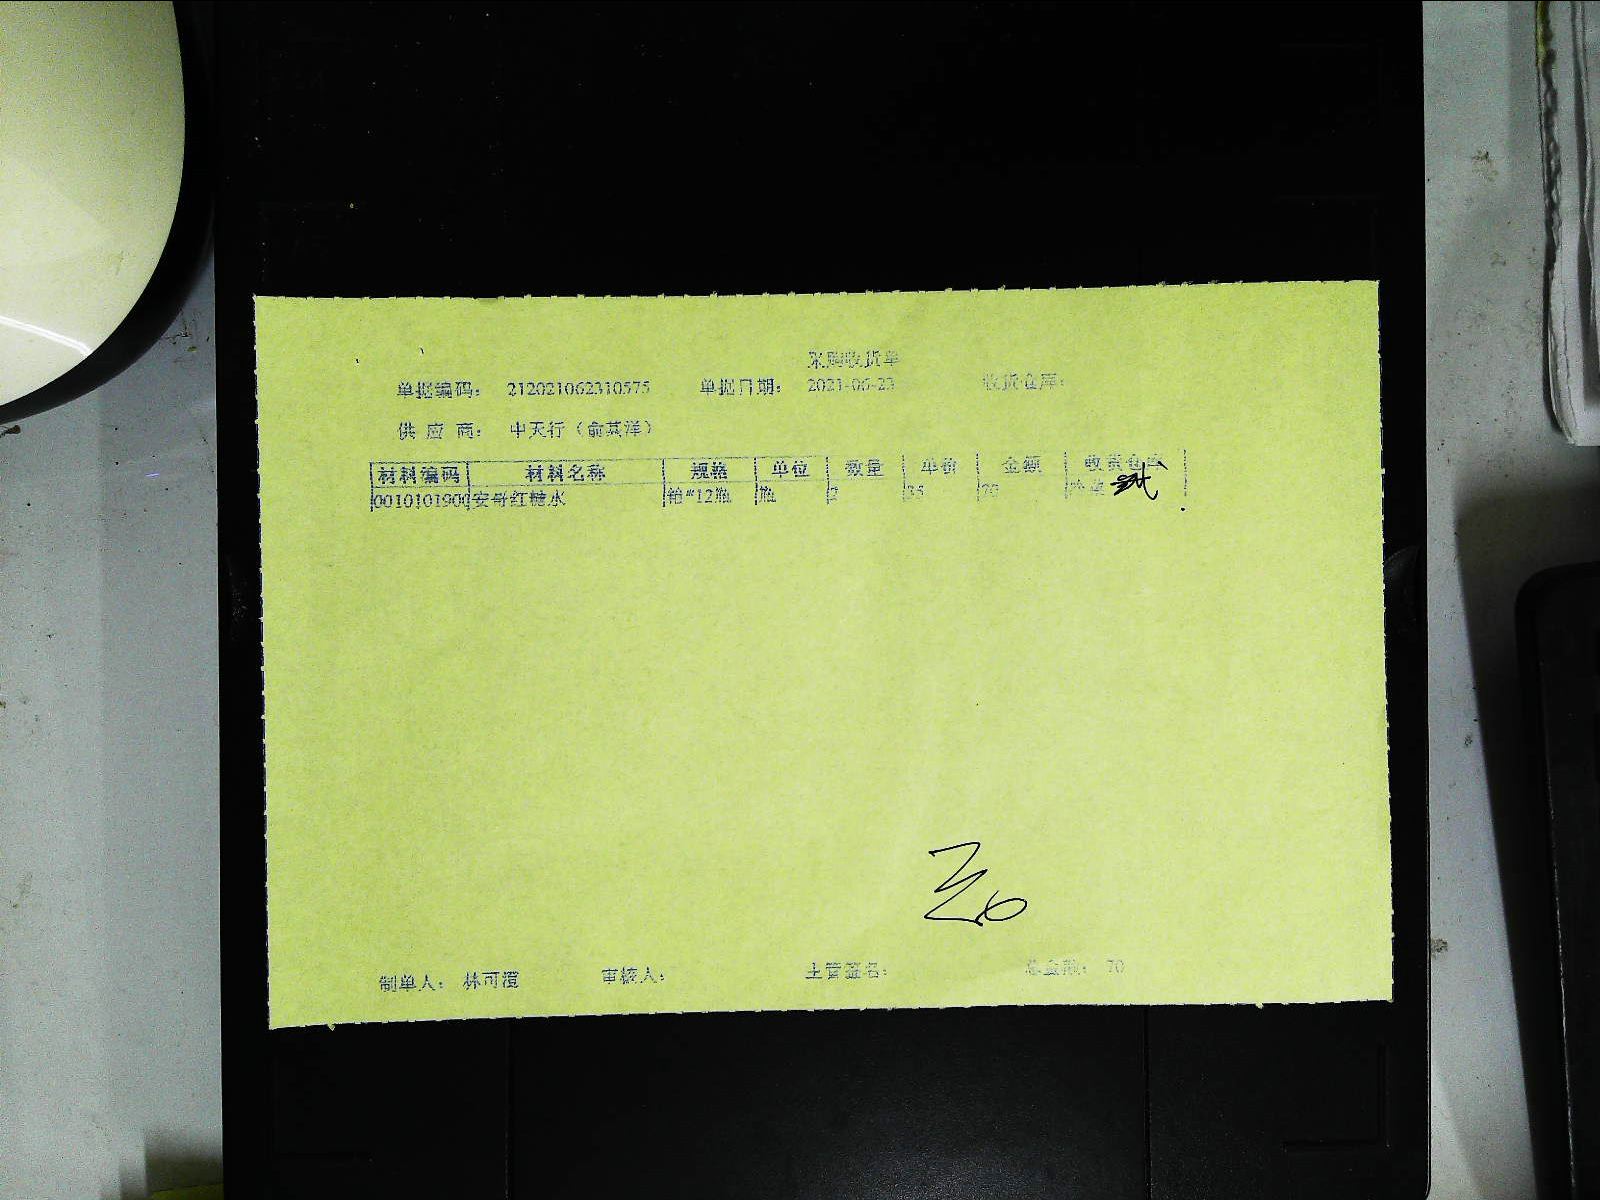 采购收货单
单据编码: 212021062310575 单据日期: 2021-06-23 收货仓库:
供 应 商: 中天行(俞其洋)
材料编码 材料名称 规格 单位 数量 单价 金额 收货仓库
0010101900 安哥红糖水 12瓶 瓶 2 35 70
制单人: 林可澄 审核人: 主管签名: 总金额: 70